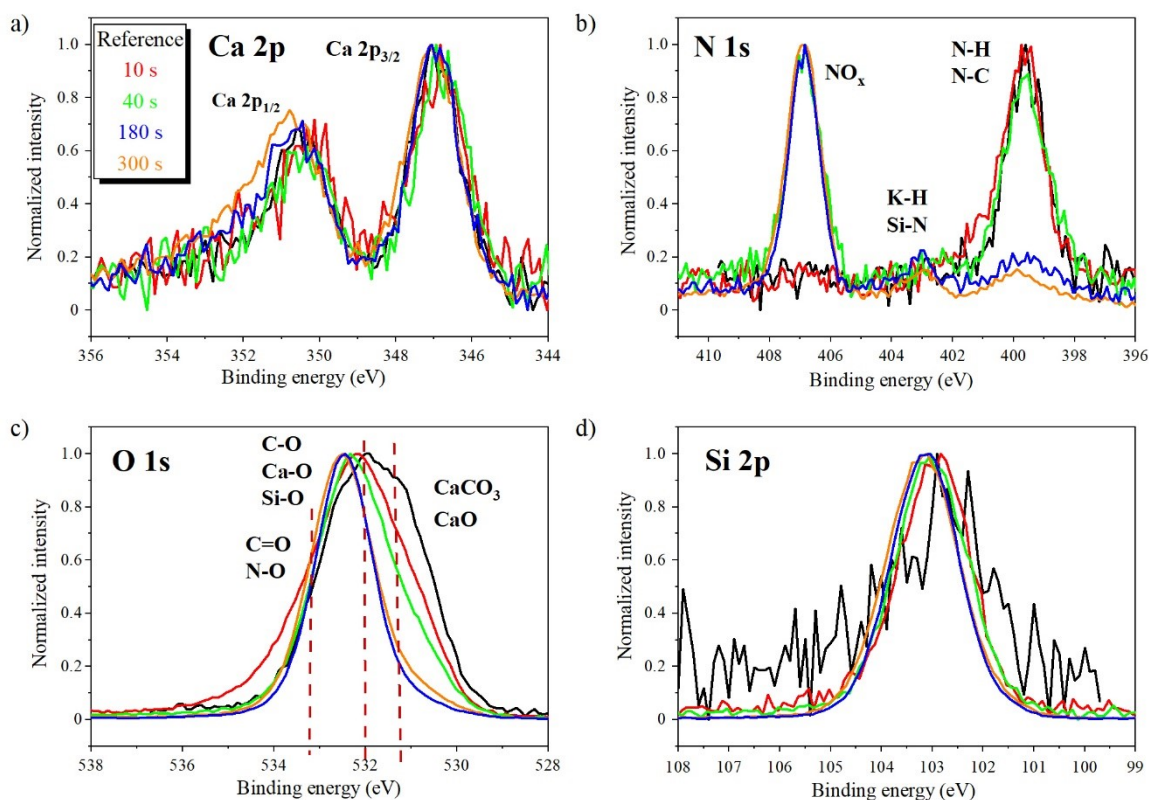 a)
Reference
10 s
40 s
180 s
300 s
Ca 2p
Ca 2p3/2
Ca 2p1/2
Normalized intensity
1.0
0.8
0.6
0.4
0.2
0
356
354
352
350
348
346
344
Binding energy (eV)
b)
N 1s
NOx
N-H
N-C
K-H
Si-N
Normalized intensity
1.0
0.8
0.6
0.4
0.2
0
410
408
406
404
402
400
398
396
Binding energy (eV)
c)
O 1s
C-O
Ca-O
Si-O
C=O
N-O
CaCO3
CaO
Normalized intensity
1.0
0.8
0.6
0.4
0.2
0
538
536
534
532
530
528
Binding energy (eV)
d)
Si 2p
Normalized intensity
1.0
0.8
0.6
0.4
0.2
0
108
107
106
105
104
103
102
101
100
99
Binding energy (eV)